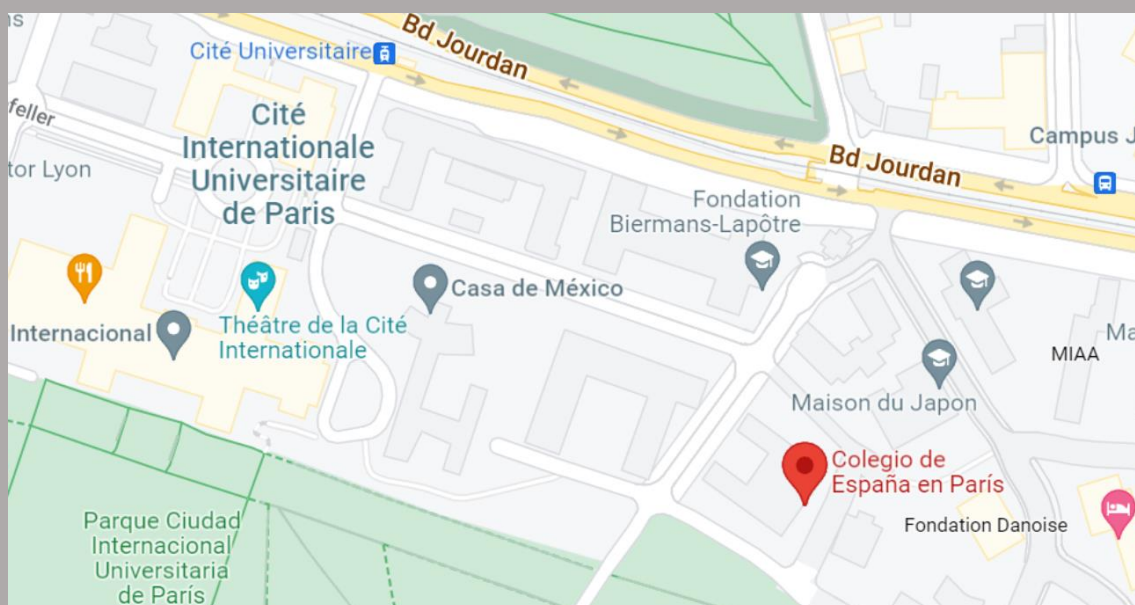 is
Bd Jourdan
Cité Universitaire
Cité
Internationale
Universitaire
de Paris
feller
tor Lyon
Campus J
Bd Jourdan
Fondation
Biermans-Lapôtre
Casa de México
Internacional
Théâtre de la Cité
Internationale
Ma
MIAA
Maison du Japon
Colegio de
España en París
Fondation Danoise
Parque Ciudad
Internacional
Universitaria
de París